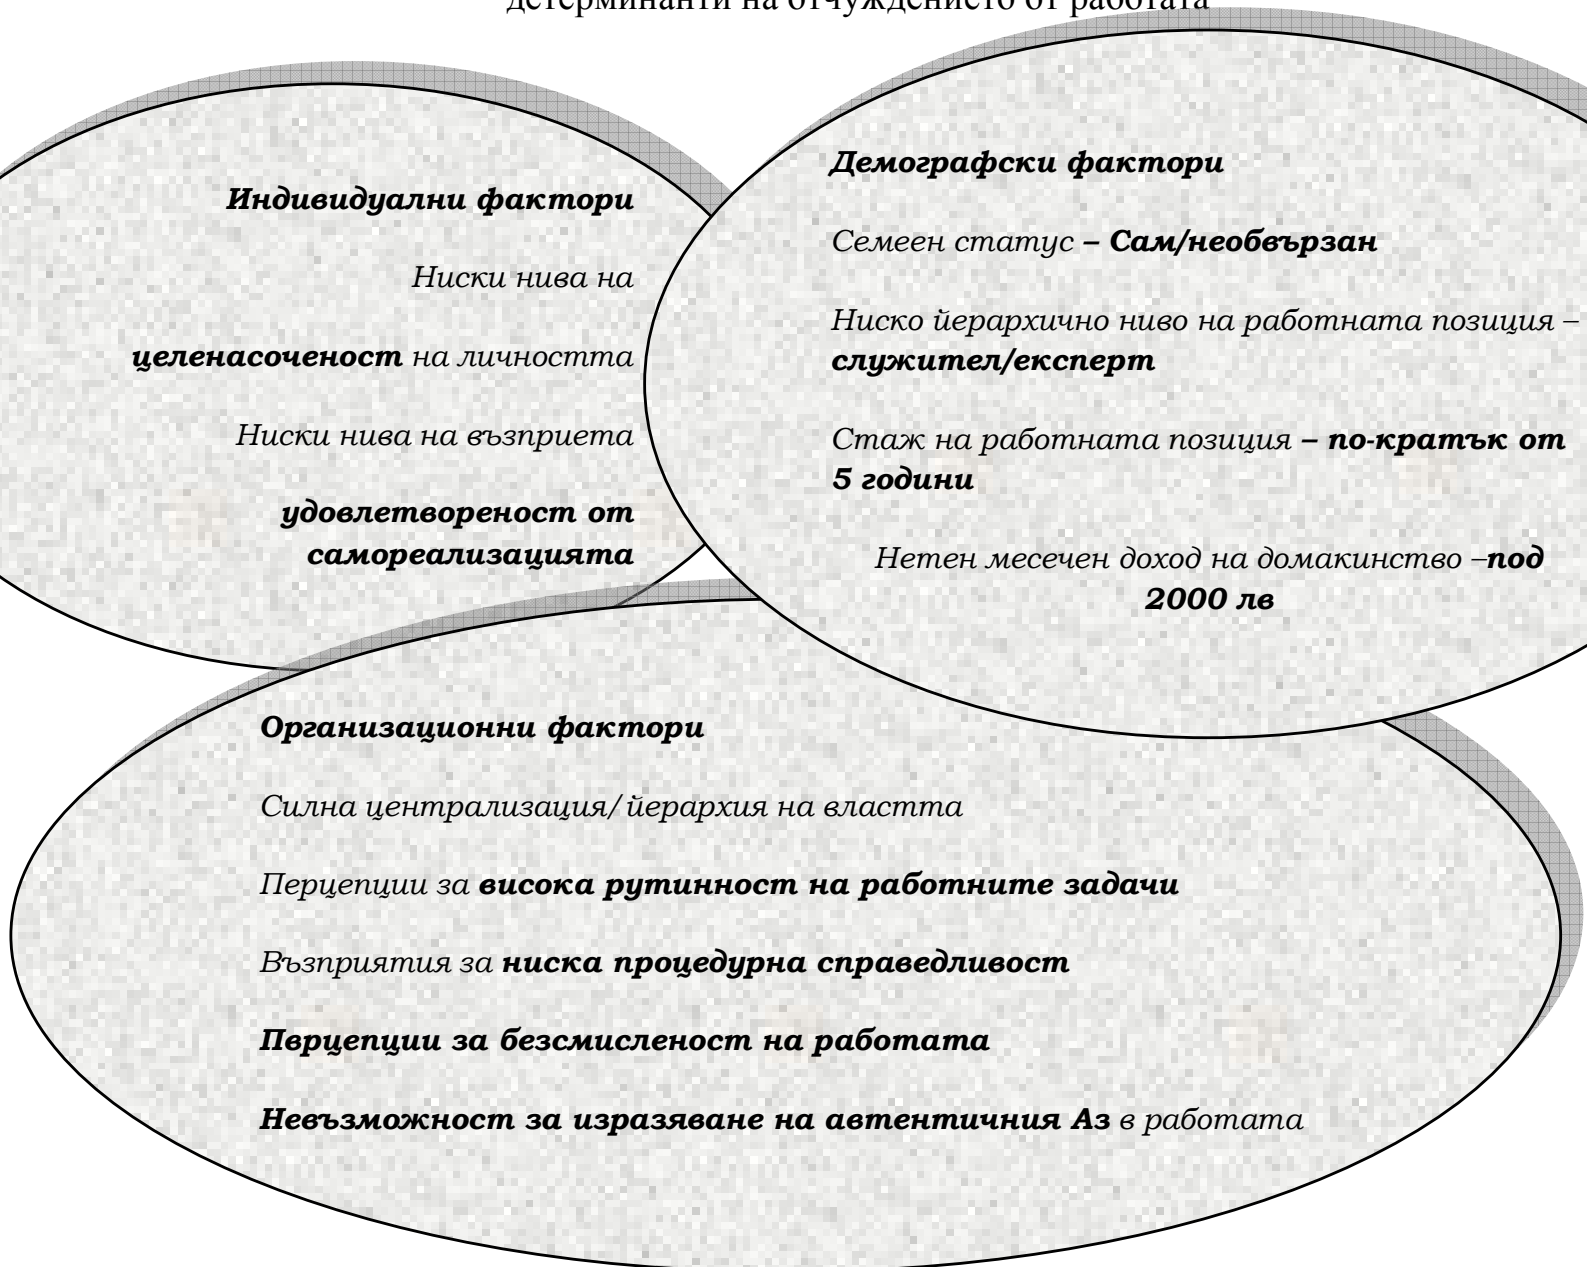 детерминанти на отчуждението от работата
Индивидуални фактори
Ниски нива на
целенасоченост на личността
Ниски нива на възприета
удовлетвореност от
самореализацията
Демографски фактори
Семеен статус – Сам/необвързан
Ниско йерархично ниво на работната позиция –
служител/експерт
Стаж на работната позиция – по-кратък от
5 години
Нетен месечен доход на домакинство –под
2000 лв
Организационни фактори
Силна централизация/йерархия на властта
Перцепции за висока рутинност на работните задачи
Възприятия за ниска процедурна справедливост
Пврцепции за безсмисленост на работата
Невъзможност за изразяване на автентичния Аз в работата